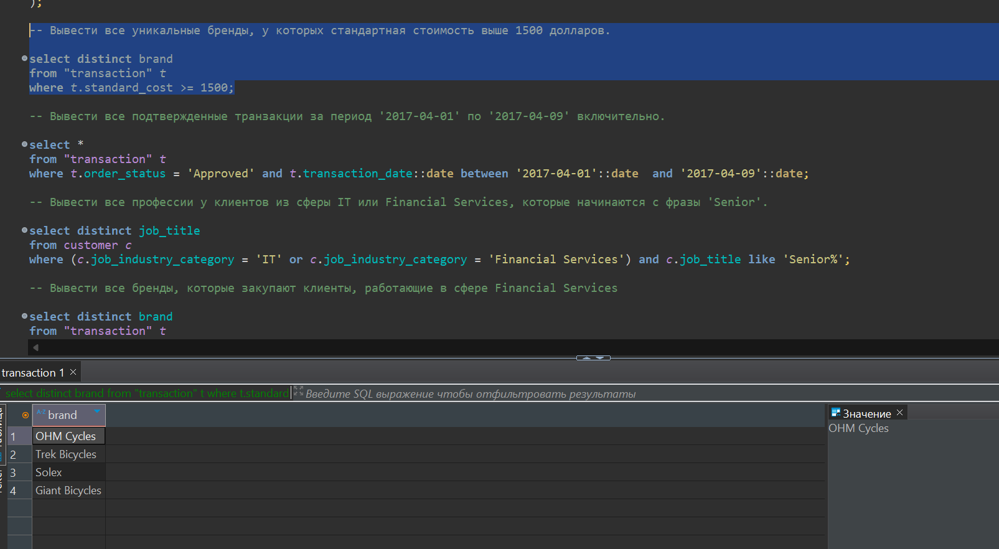 );
-- Вывести все уникальные бренды, у которых стандартная стоимость выше 1500 долларов.
select distinct brand
from "transaction" t
where t.standard_cost >= 1500;
-- Вывести все подтвержденные транзакции за период '2017-04-01' по '2017-04-09' включительно.
select *
from "transaction" t
where t.order_status = 'Approved' and t.transaction_date::date between '2017-04-01'::date  and '2017-04-09'::date;
-- Вывести все профессии у клиентов из сферы IT или Financial Services, которые начинаются с фразы 'Senior'.
select distinct job_title
from customer c
where (c.job_industry_category = 'IT' or c.job_industry_category = 'Financial Services') and c.job_title like 'Senior%';
-- Вывести все бренды, которые закупают клиенты, работающие в сфере Financial Services
select distinct brand
from "transaction" t
transaction 1 ×
select distinct brand from "transaction" t where t.standard Введите SQL выражение чтобы отфильтровать результаты
A-Z brand
Значение ×
1 OHM Cycles
OHM Cycles
2 Trek Bicycles
3 Solex
4 Giant Bicycles